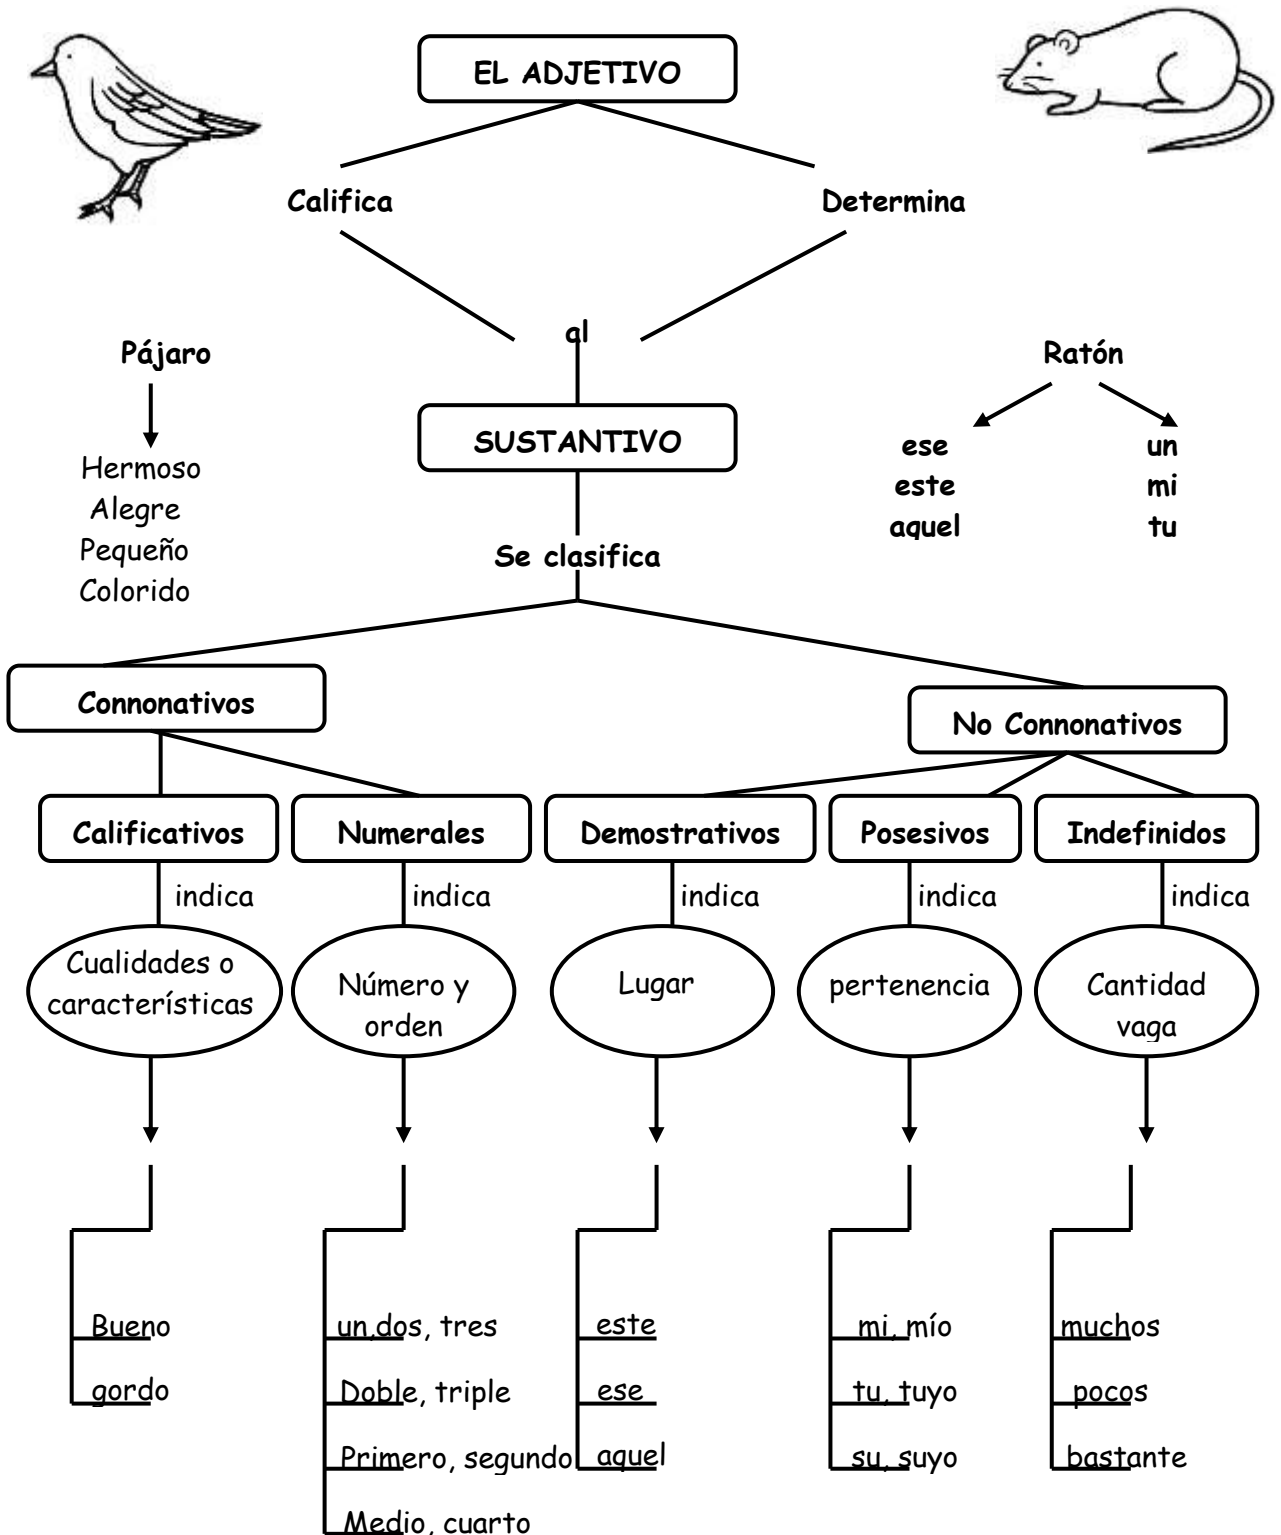 EL ADJETIVO
Califica
Determina
al
Pájaro
Ratón
SUSTANTIVO
Hermoso
Alegre
Pequeño
Colorido
ese
este
aquel
un
mi
tu
Se clasifica
Connonativos
No Connonativos
Calificativos
Numerales
Demostrativos
Posesivos
Indefinidos
indica
indica
indica
indica
indica
Cualidades o
características
Número y
orden
Lugar
pertenencia
Cantidad
vaga
Bueno
gordo
un,dos, tres
Doble, triple
Primero, segundo
Medio, cuarto
este
ese
aquel
mi, mío
tu, tuyo
su, suyo
muchos
pocos
bastante